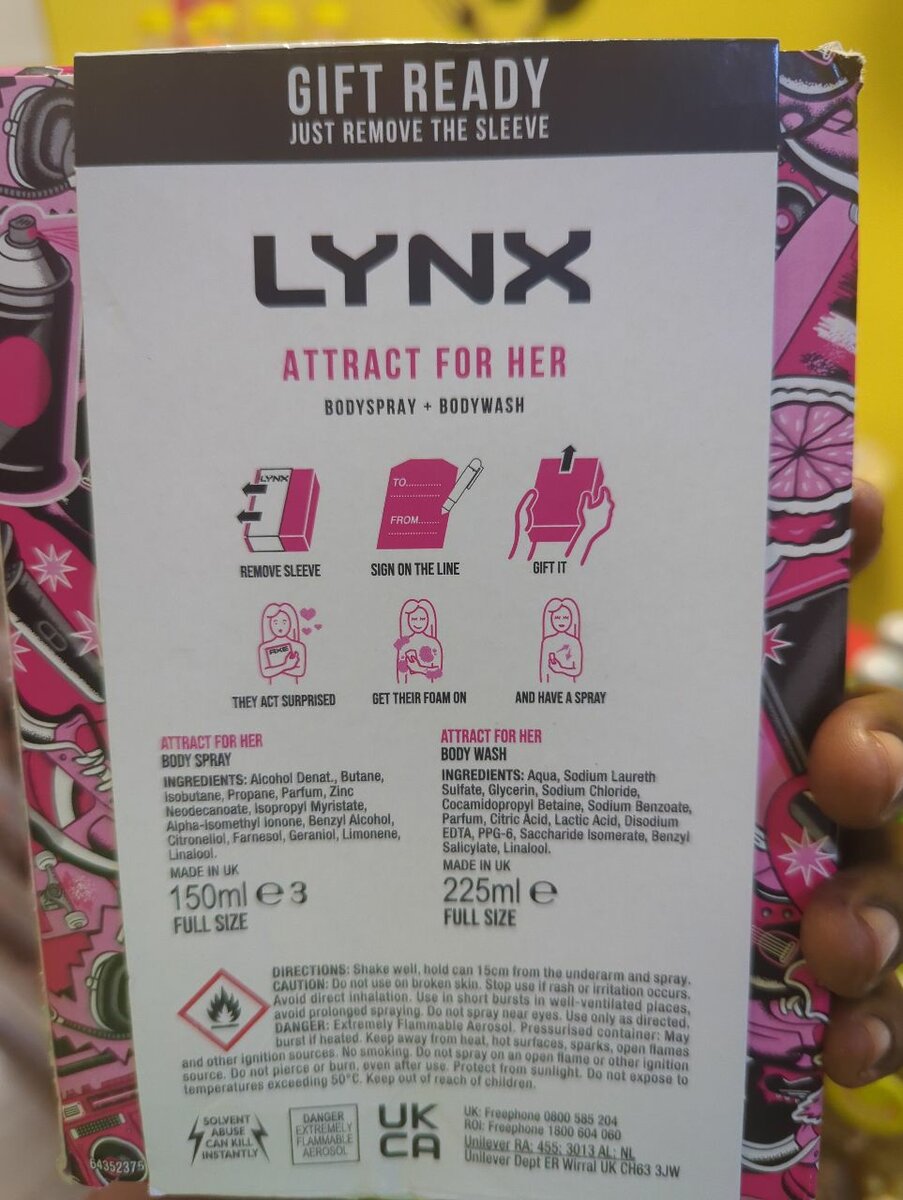 GIFT READY
JUST REMOVE THE SLEEVE
LYNX
ATTRACT FOR HER
BODYSPRAY + BODYWASH
LYNX
TO............
FROM........
REMOVE SLEEVE
SIGN ON THE LINE
GIFT IT
AXE
THEY ACT SURPRISED
GET THEIR FOAM ON
AND HAVE A SPRAY
ATTRACT FOR HER
BODY SPRAY
INGREDIENTS: Alcohol Denat., Butane,
Isobutane, Propane, Parfum, Zinc
Neodecanoate, Isopropyl Myristate,
Alpha-Isomethyl Ionone, Benzyl Alcohol,
Citronellol, Farnesol, Geraniol, Limonene,
Linalool.
MADE IN UK
150ml e 3
FULL SIZE
ATTRACT FOR HER
BODY WASH
INGREDIENTS: Aqua, Sodium Laureth
Sulfate, Glycerin, Sodium Chloride,
Cocamidopropyl Betaine, Sodium Benzoate,
Parfum, Citric Acid, Lactic Acid, Disodium
EDTA, PPG-6, Saccharide Isomerate, Benzyl
Salicylate, Linalool.
MADE IN UK
225ml e
FULL SIZE
DIRECTIONS: Shake well, hold can 15cm from the underarm and spray.
CAUTION: Do not use on broken skin. Stop use if rash or irritation occurs.
Avoid direct inhalation. Use in short bursts in well-ventilated places,
avoid prolonged spraying. Do not spray near eyes. Use only as directed.
DANGER: Extremely Flammable Aerosol. Pressurised container: May
burst if heated. Keep away from heat, hot surfaces, sparks, open flames
and other ignition sources. No smoking. Do not spray on an open flame or other ignition
source. Do not pierce or burn, even after use. Protect from sunlight. Do not expose to
temperatures exceeding 50°C. Keep out of reach of children.
SOLVENT
ABUSE
CAN KILL
INSTANTLY
DANGER
EXTREMELY
FLAMMABLE
AEROSOL
UK
CA
UK: Freephone 0800 585 204
ROI: Freephone 1800 604 060
Unilever RA: 455; 3013 AL; NL
Unilever Dept ER Wirral UK CH63 3JW
64352375